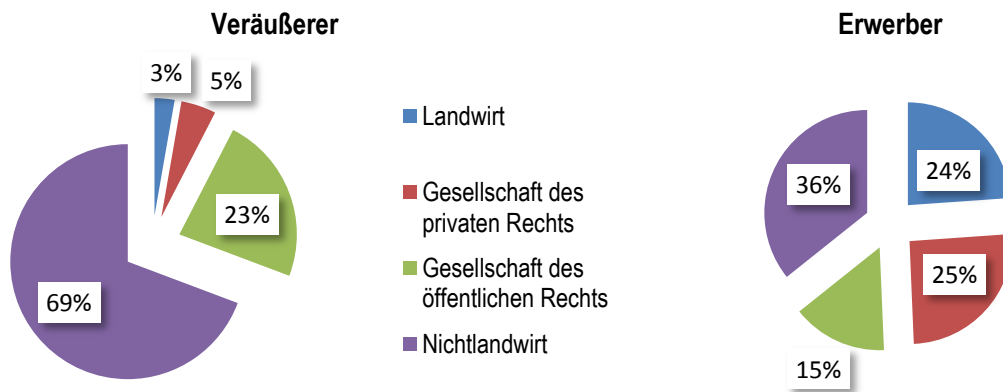 Veräußerer
3%
5%
23%
69%
Landwirt
Gesellschaft des
privaten Rechts
Gesellschaft des
öffentlichen Rechts
Nichtlandwirt
Erwerber
36%
24%
25%
15%